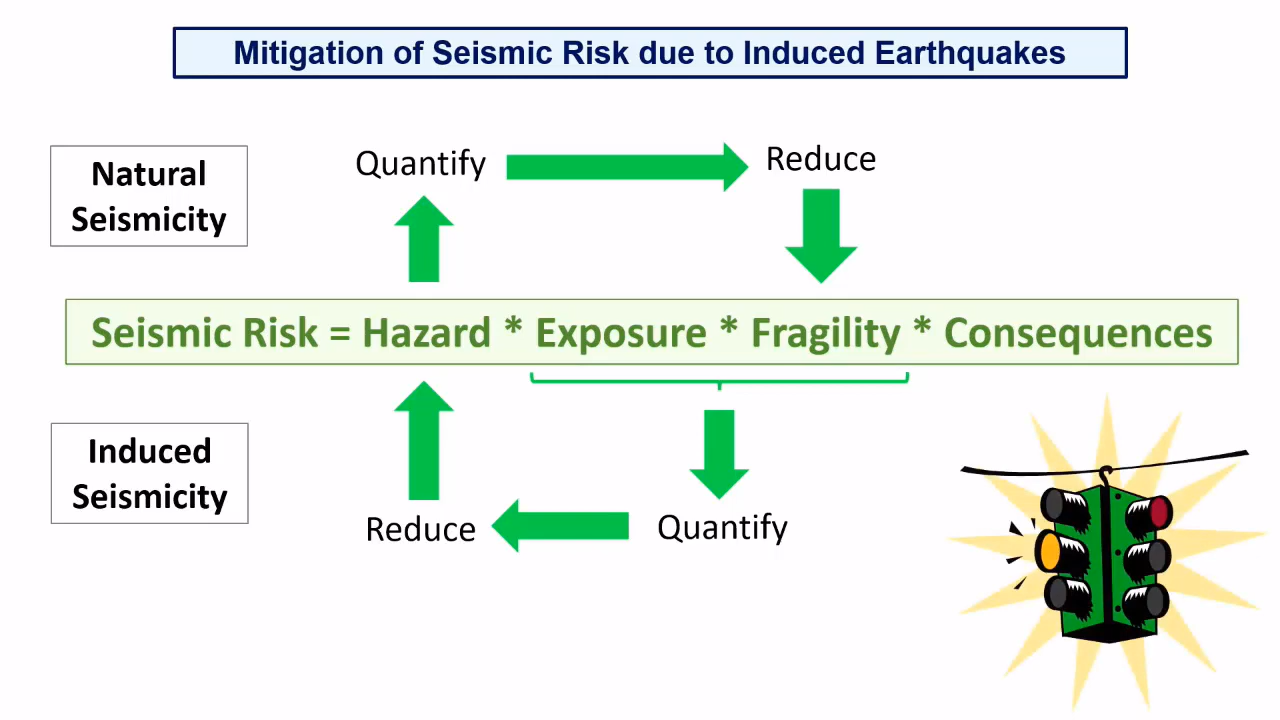 Mitigation of Seismic Risk due to Induced Earthquakes
Natural
Seismicity
Quantify
Reduce
Seismic Risk = Hazard * Exposure * Fragility * Consequences
Induced
Seismicity
Reduce
Quantify